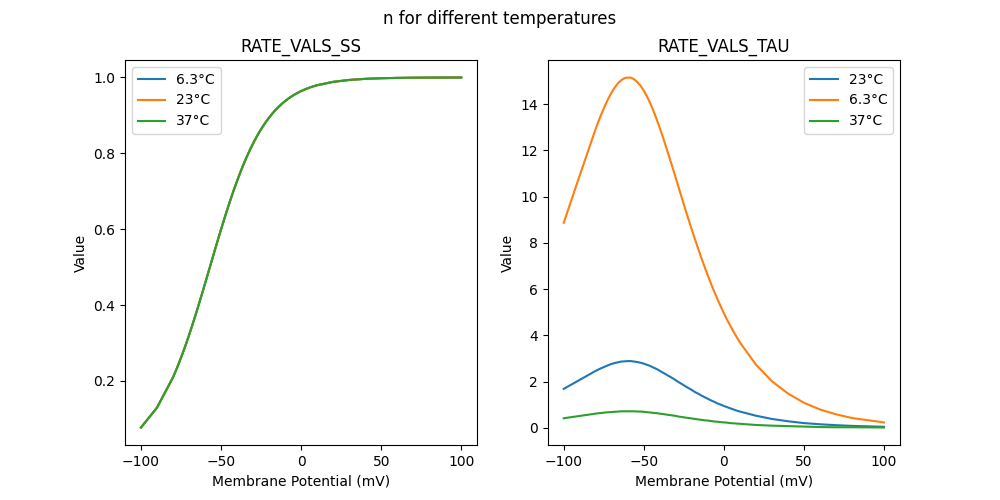 n for different temperatures
RATE_VALS_SS
1.0
0.8
0.6
0.4
0.2
Value
−100
−50
0
50
100
Membrane Potential (mV)
6.3°C
23°C
37°C
RATE_VALS_TAU
14
12
10
8
6
4
2
0
Value
−100
−50
0
50
100
Membrane Potential (mV)
23°C
6.3°C
37°C